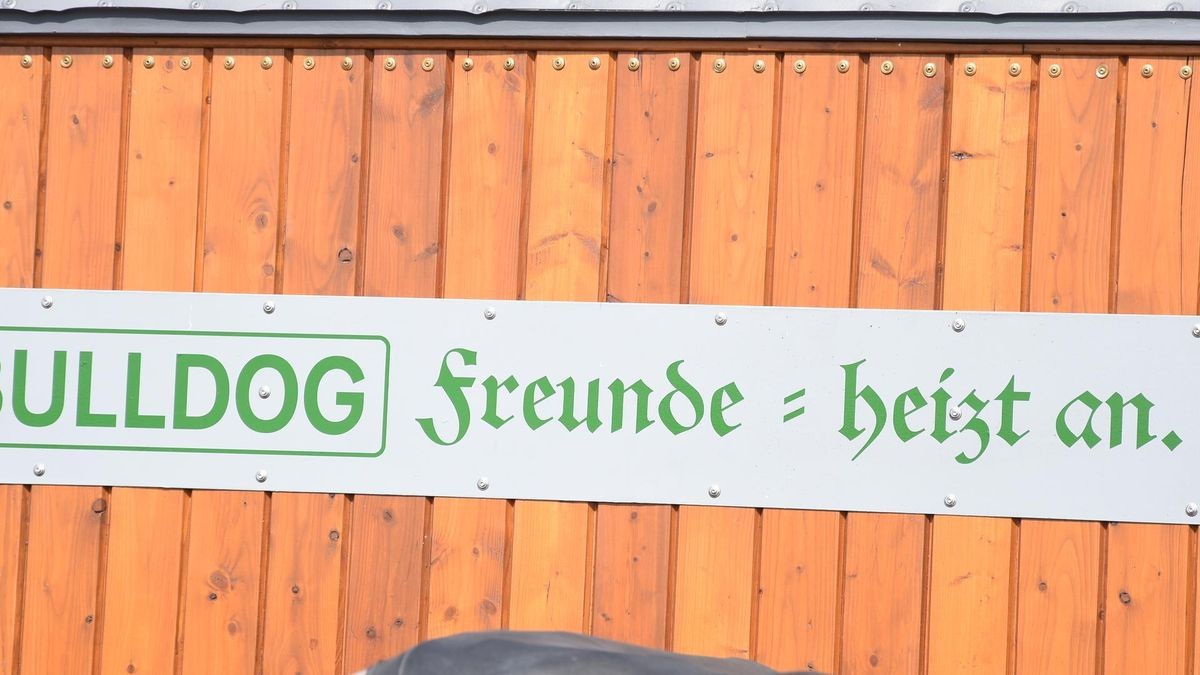 BULLDOG Freunde = heizt an.